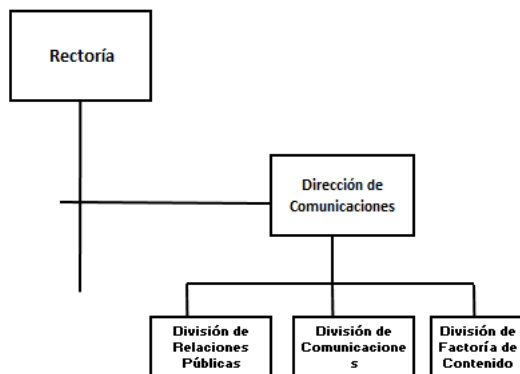 Rectoría
Dirección de
Comunicaciones
División de
Relaciones
Públicas
División de
Comunicacione
s
División de
Factoría de
Contenido